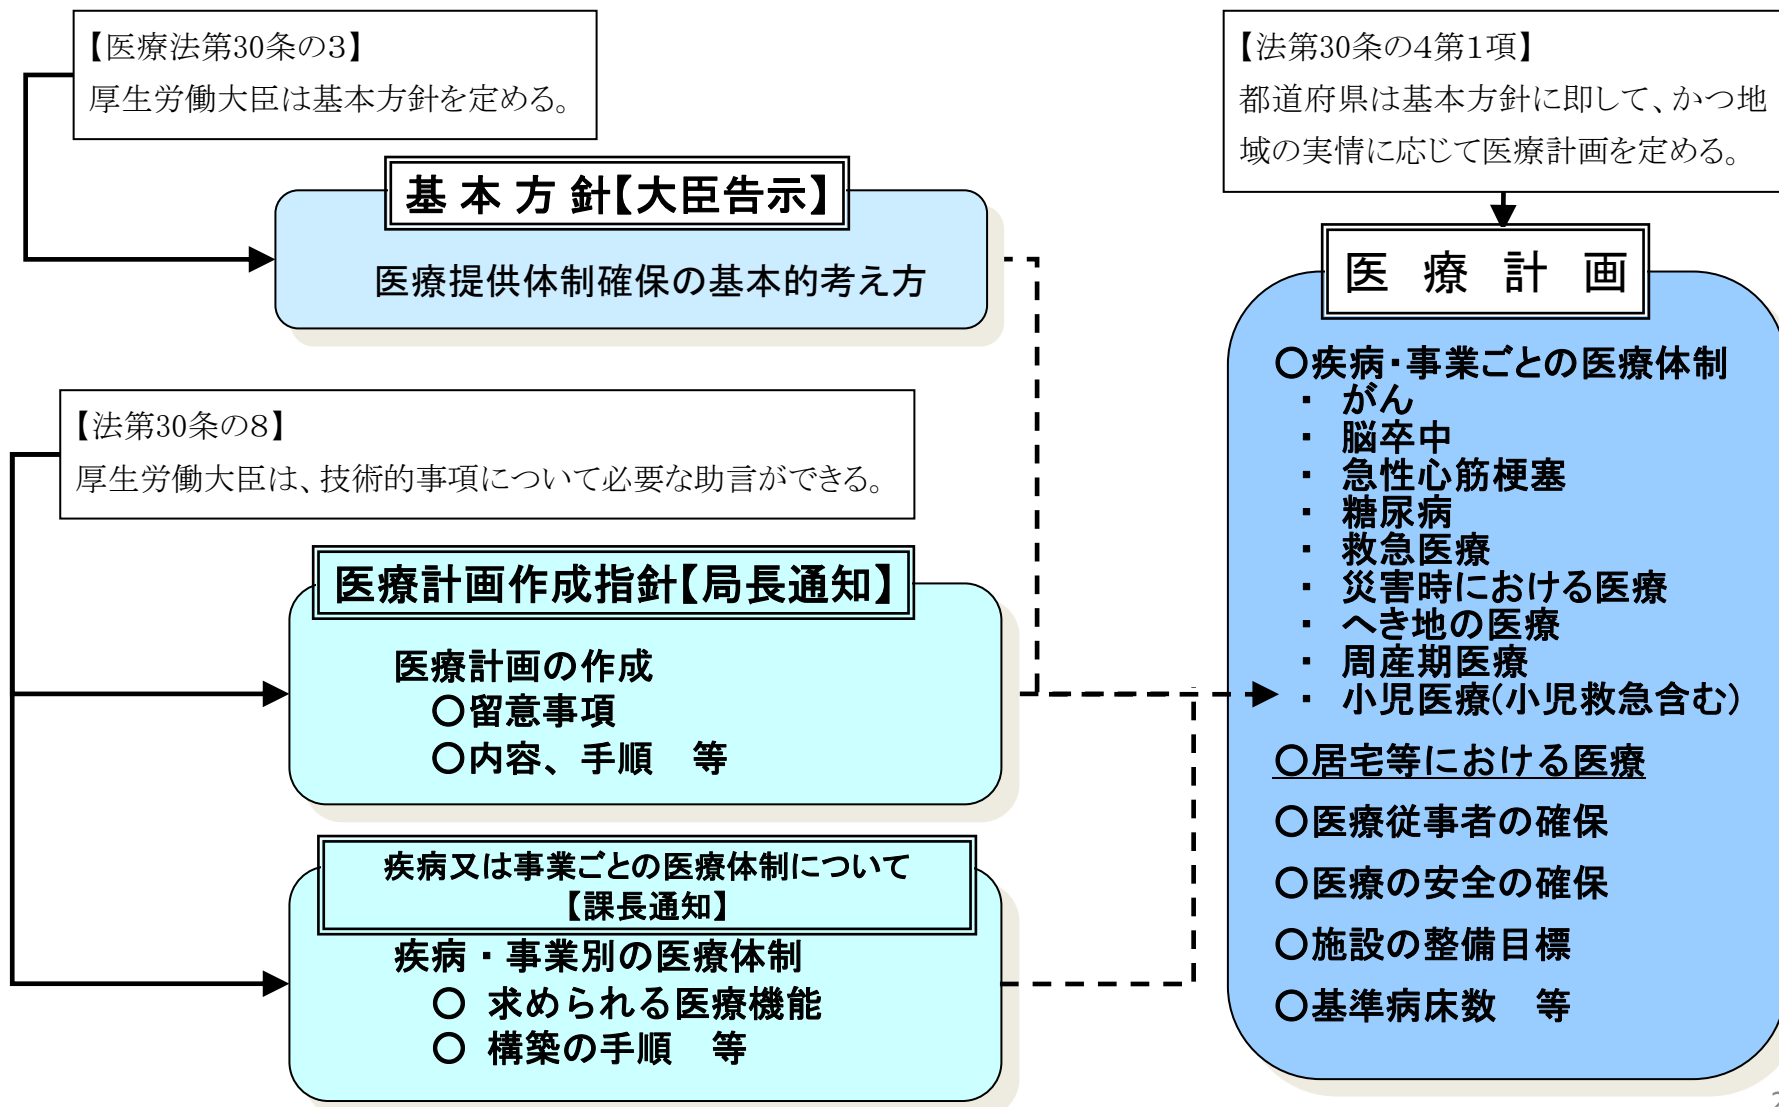 【医療法第30条の3】
厚生労働大臣は基本方針を定める。
基 本 方 針【大臣告示】
医療提供体制確保の基本的考え方
【法第30条の8】
厚生労働大臣は、技術的事項について必要な助言ができる。
医療計画作成指針【局長通知】
医療計画の作成
○留意事項
○内容、手順　等
疾病又は事業ごとの医療体制について
【課長通知】
疾病・事業別の医療体制
○ 求められる医療機能
○ 構築の手順　等
【法第30条の4第1項】
都道府県は基本方針に即して、かつ地
域の実情に応じて医療計画を定める。
医 療 計 画
○疾病・事業ごとの医療体制
・ がん
・ 脳卒中
・ 急性心筋梗塞
・ 糖尿病
・ 救急医療
・ 災害時における医療
・ へき地の医療
・ 周産期医療
・ 小児医療(小児救急含む)
○居宅等における医療
○医療従事者の確保
○医療の安全の確保
○施設の整備目標
○基準病床数　等